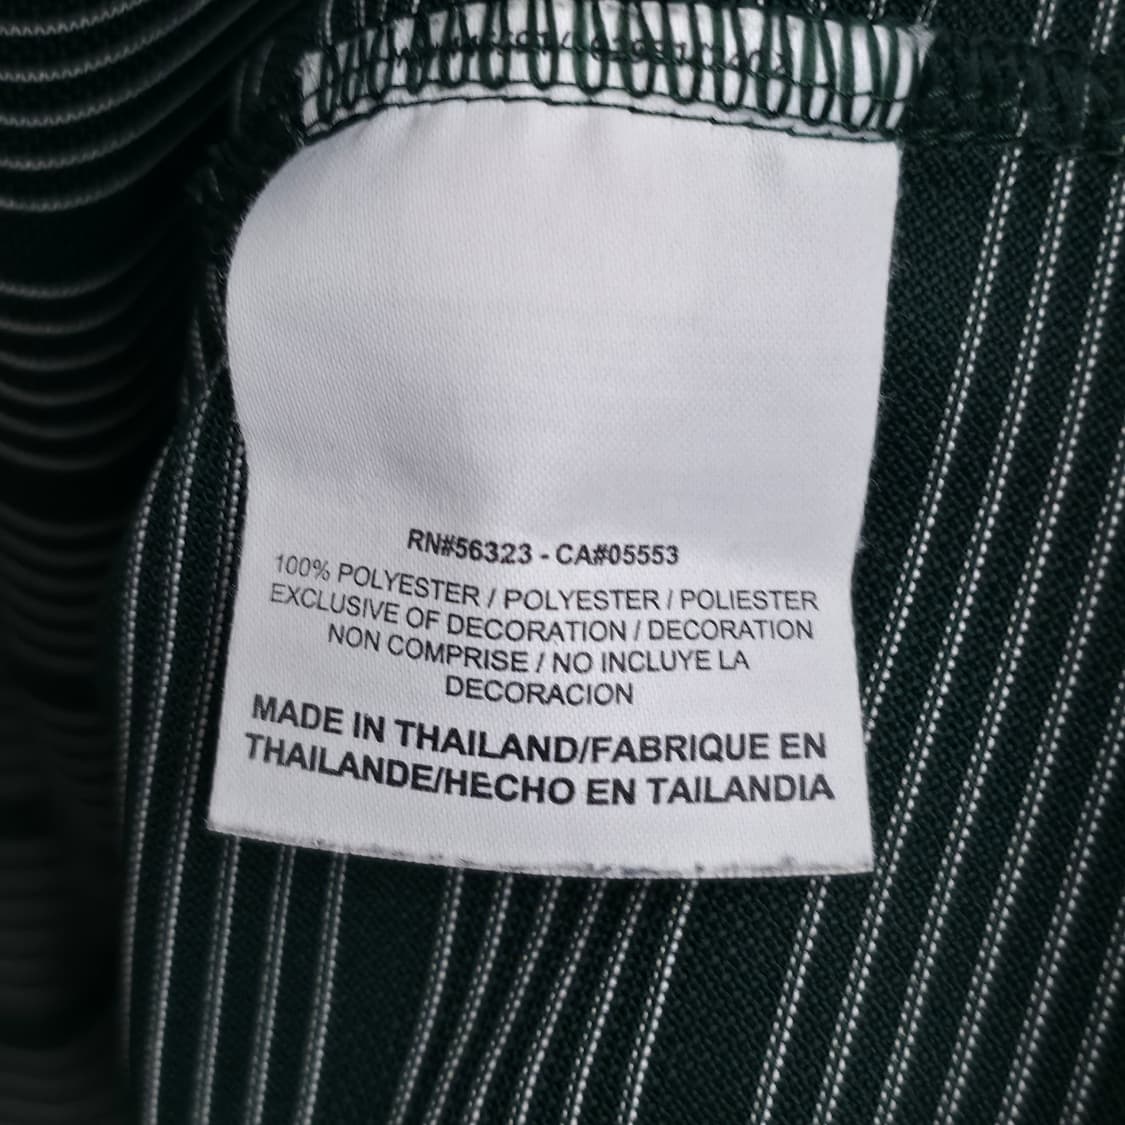 RN#56323 - CA#05553
100% POLYESTER / POLYESTER / POLIESTER
EXCLUSIVE OF DECORATION / DECORATION
NON COMPRISE / NO INCLUYE LA
DECORACION
MADE IN THAILAND/FABRIQUE EN
THAILANDE/HECHO EN TAILANDIA